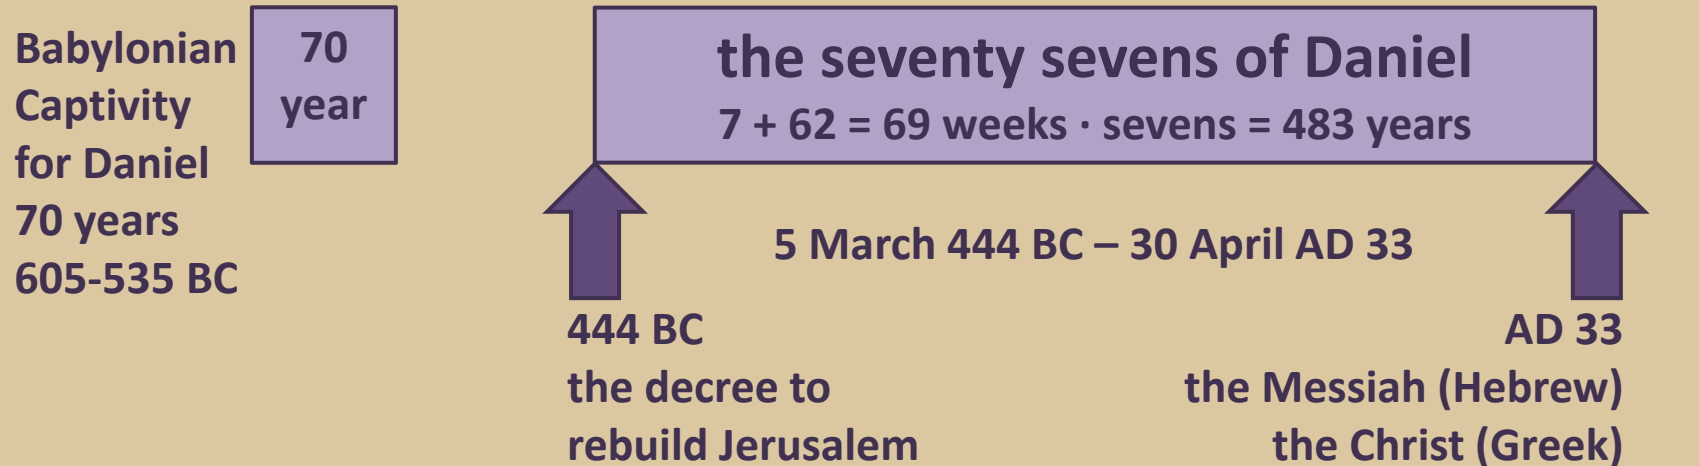 Babylonian
Captivity
for Daniel
70 years
605-535 BC
70
year
the seventy sevens of Daniel
7 + 62 = 69 weeks · sevens = 483 years
5 March 444 BC – 30 April AD 33
444 BC
the decree to
rebuild Jerusalem
AD 33
the Messiah (Hebrew)
the Christ (Greek)